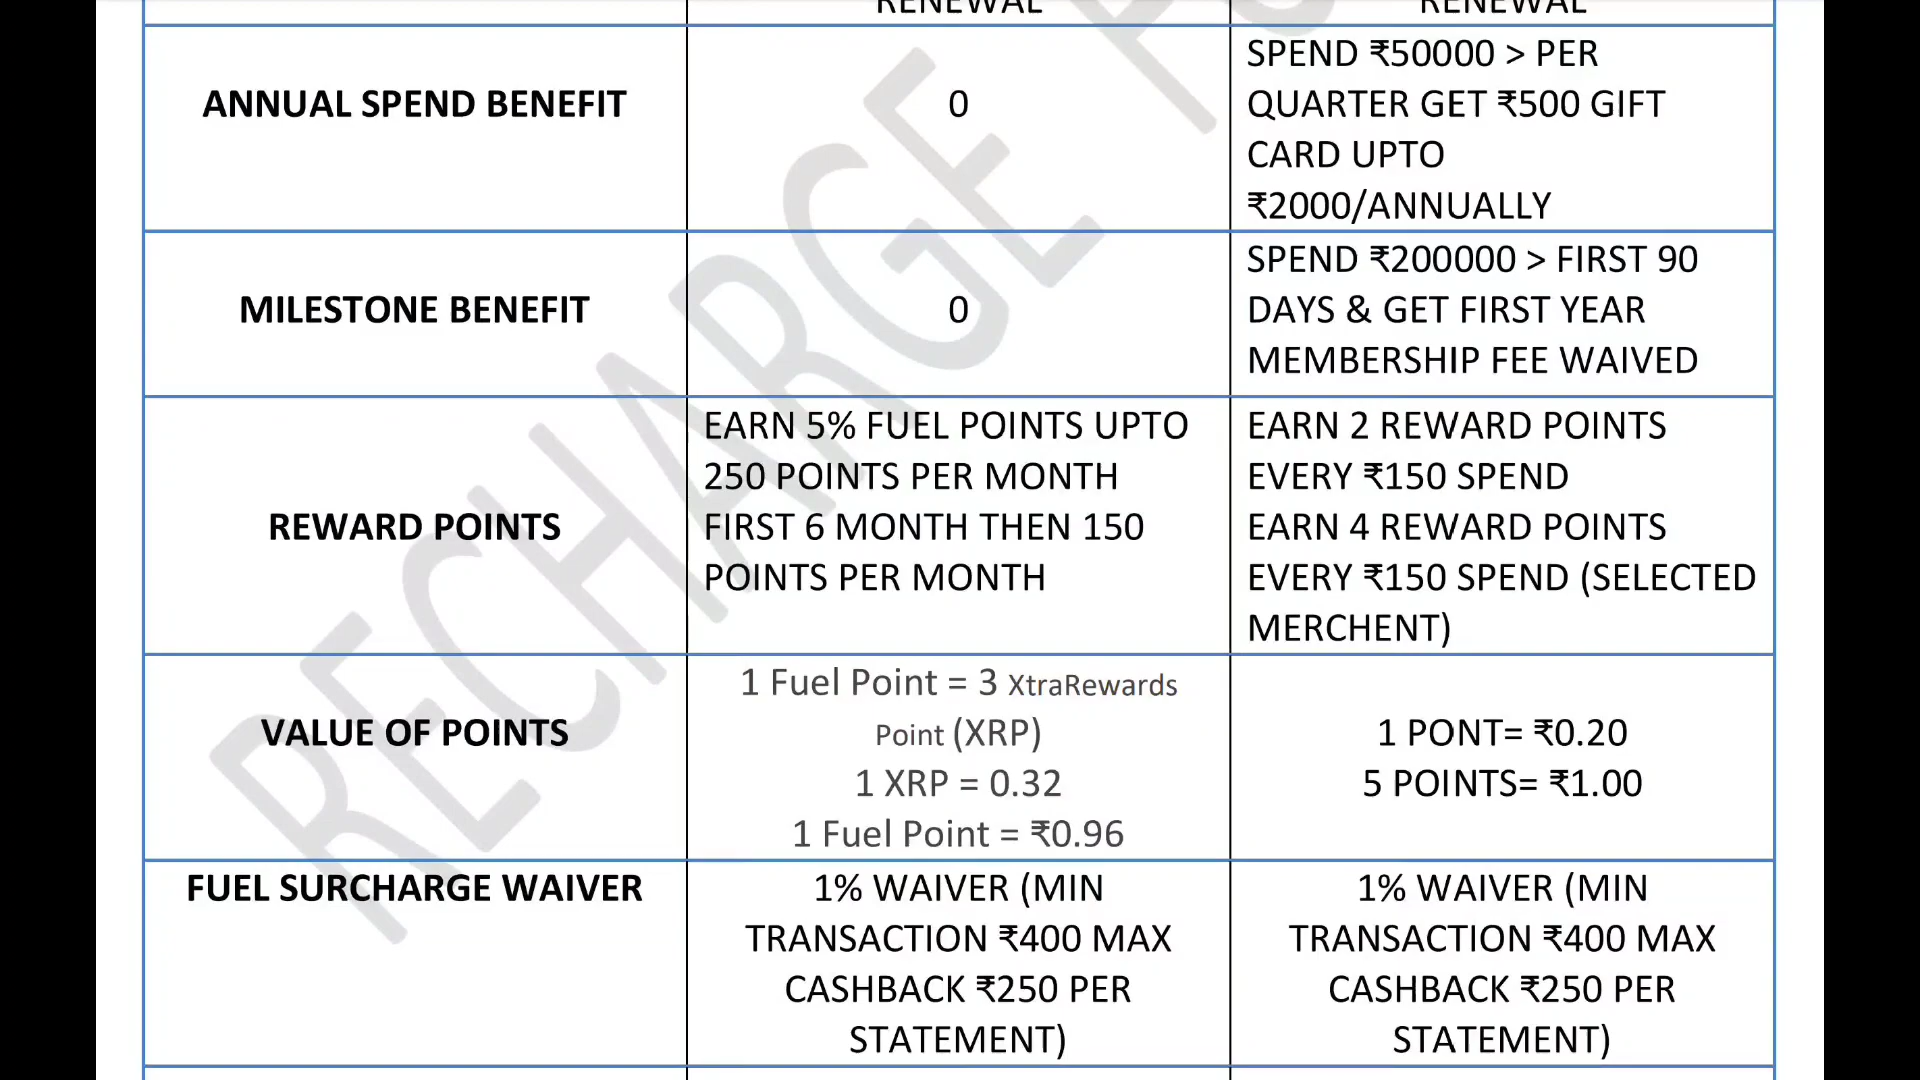 RENEWAL
RENEWAL
ANNUAL SPEND BENEFIT
0
SPEND ₹50000 > PER
QUARTER GET ₹500 GIFT
CARD UPTO
₹2000/ANNUALLY
MILESTONE BENEFIT
0
SPEND ₹200000 > FIRST 90
DAYS & GET FIRST YEAR
MEMBERSHIP FEE WAIVED
REWARD POINTS
EARN 5% FUEL POINTS UPTO
250 POINTS PER MONTH
FIRST 6 MONTH THEN 150
POINTS PER MONTH
EARN 2 REWARD POINTS
EVERY ₹150 SPEND
EARN 4 REWARD POINTS
EVERY ₹150 SPEND (SELECTED
MERCHENT)
VALUE OF POINTS
1 Fuel Point = 3 XtraRewards
Point (XRP)
1 XRP = 0.32
1 Fuel Point = ₹0.96
1 PONT= ₹0.20
5 POINTS= ₹1.00
FUEL SURCHARGE WAIVER
1% WAIVER (MIN
TRANSACTION ₹400 MAX
CASHBACK ₹250 PER
STATEMENT)
1% WAIVER (MIN
TRANSACTION ₹400 MAX
CASHBACK ₹250 PER
STATEMENT)
RECHARGE